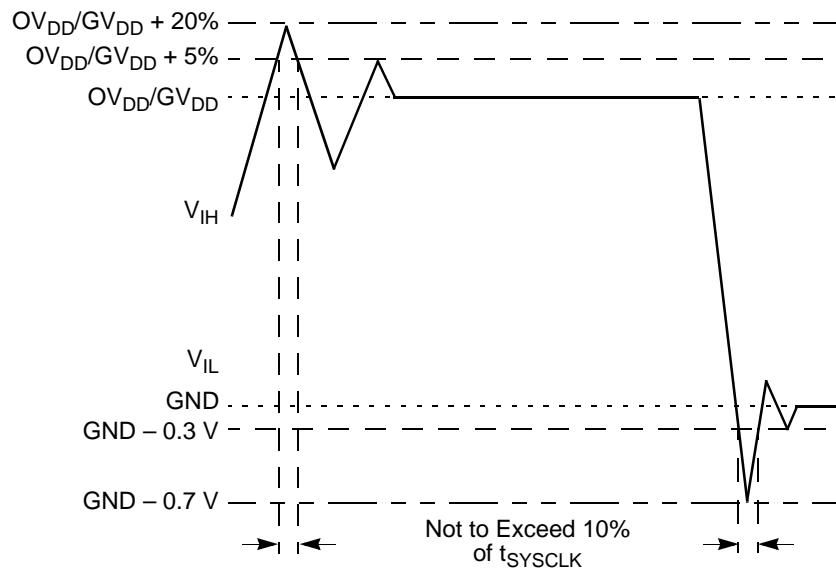 OVDD/GVDD + 20%
OVDD/GVDD + 5%
OVDD/GVDD
VIH
VIL
GND
GND – 0.3 V
GND – 0.7 V
Not to Exceed 10%
of tSYSCLK